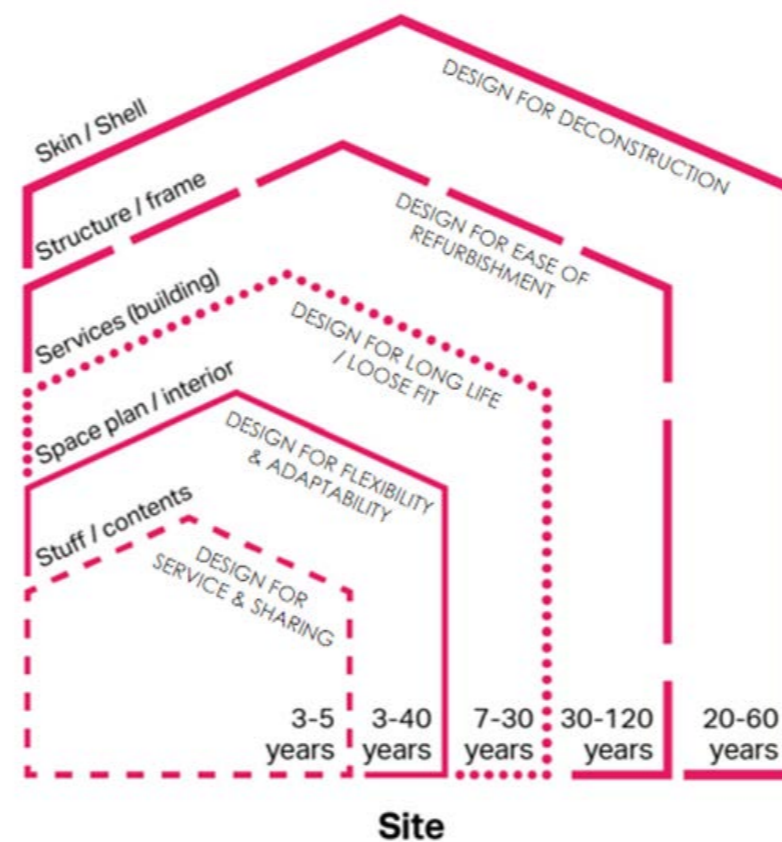 Skin / Shell
DESIGN FOR DECONSTRUCTION
Structure / frame
DESIGN FOR EASE OF
REFURBISHMENT
Services (building)
DESIGN FOR LONG LIFE
/ LOOSE FIT
Space plan / interior
DESIGN FOR FLEXIBILITY
& ADAPTABILITY
Stuff / contents
DESIGN FOR
SERVICE & SHARING
3-5
years
3-40
years
7-30
years
30-120
years
20-60
years
Site